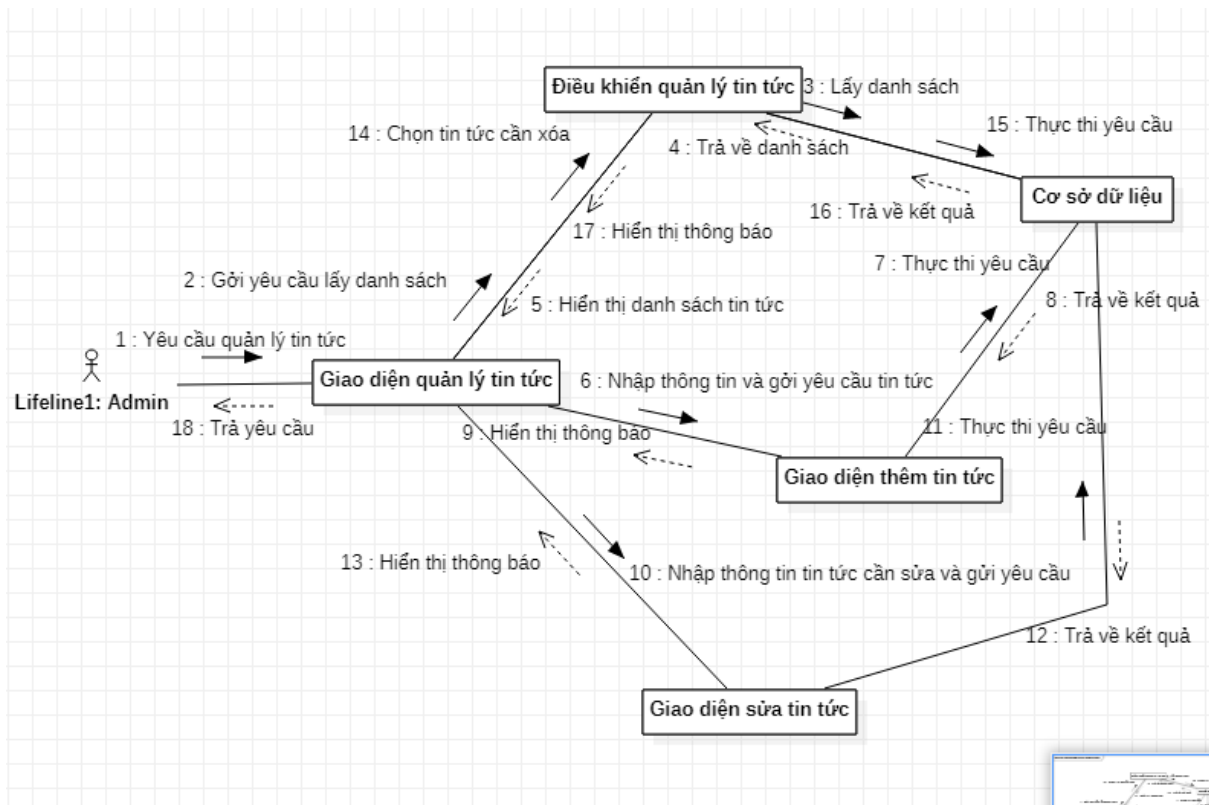 Điều khiển quản lý tin tức
3 : Lấy danh sách
14 : Chọn tin tức cần xóa
4 : Trả về danh sách
15 : Thực thi yêu cầu
Cơ sở dữ liệu
16 : Trả về kết quả
17 : Hiển thị thông báo
7 : Thực thi yêu cầu
2 : Gởi yêu cầu lấy danh sách
5 : Hiển thị danh sách tin tức
8 : Trả về kết quả
1 : Yêu cầu quản lý tin tức
Giao diện quản lý tin tức
6 : Nhập thông tin và gởi yêu cầu tin tức
Lifeline1: Admin
18 : Trả yêu cầu
9 : Hiển thị thông báo
11 : Thực thi yêu cầu
Giao diện thêm tin tức
13 : Hiển thị thông báo
10 : Nhập thông tin tin tức cần sửa và gửi yêu cầu
12 : Trả về kết quả
Giao diện sửa tin tức